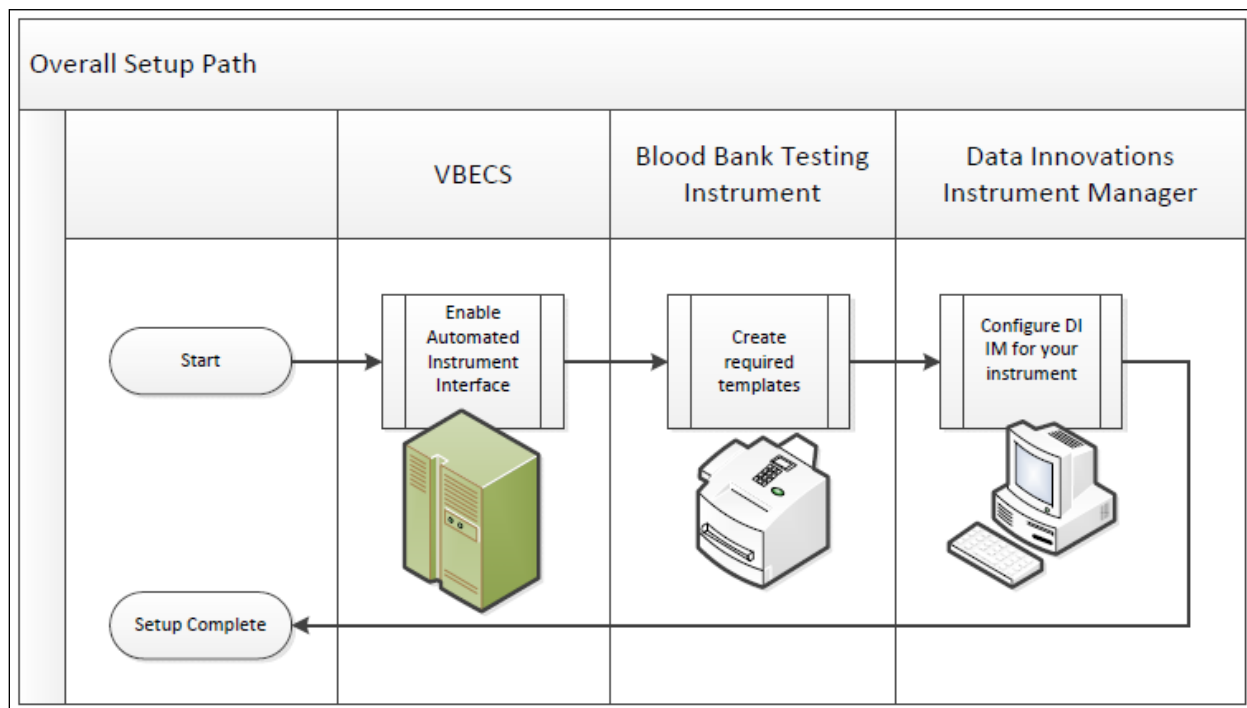 Overall Setup Path
VBECS
Blood Bank Testing
Instrument
Data Innovations
Instrument Manager
Start
Enable
Automated
Instrument
Interface
Create
required
templates
Configure DI
IM for your
instrument
Setup Complete